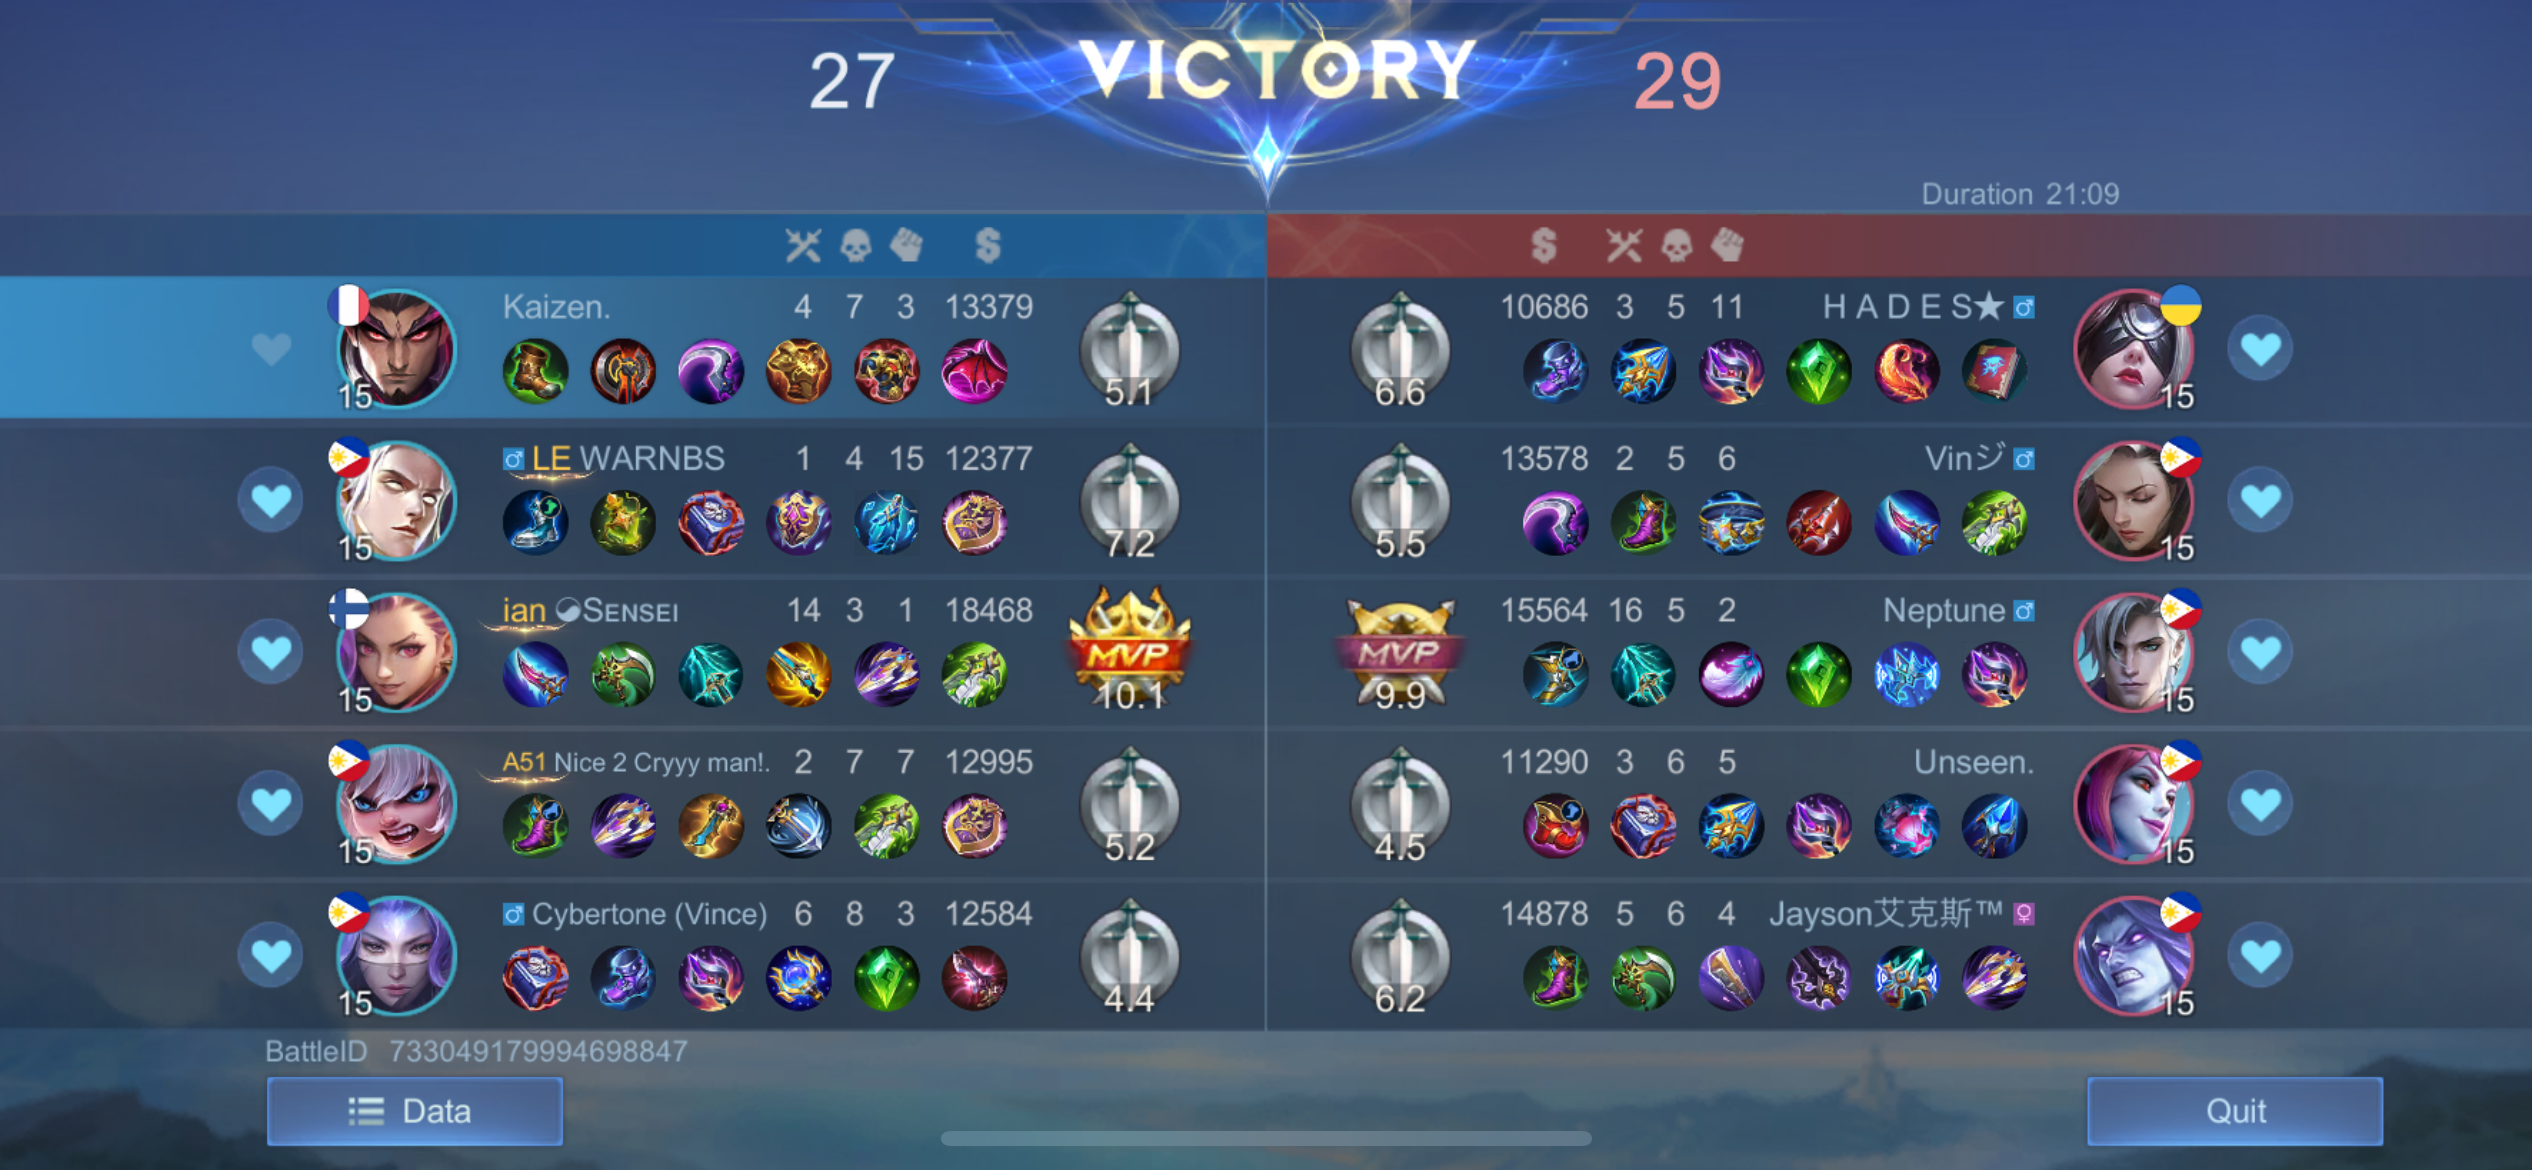 27 VICTORY 29
Duration 21:09
Kaizen. 4 7 3 13379
15 5.1
10686 3 5 11 H A D E S★
6.6 15
LE WARNBS 1 4 15 12377
15 7.2
13578 2 5 6 Vinジ
5.5 15
ian SENSEI 14 3 1 18468
MVP
15 10.1
15564 16 5 2 Neptune
MVP
9.9 15
A51 Nice 2 Cryyy man!. 2 7 7 12995
15 5.2
11290 3 6 5 Unseen.
4.5 15
Cybertone (Vince) 6 8 3 12584
15 4.4
14878 5 6 4 Jayson艾克斯™
6.2 15
BattleID 733049179994698847
Data
Quit